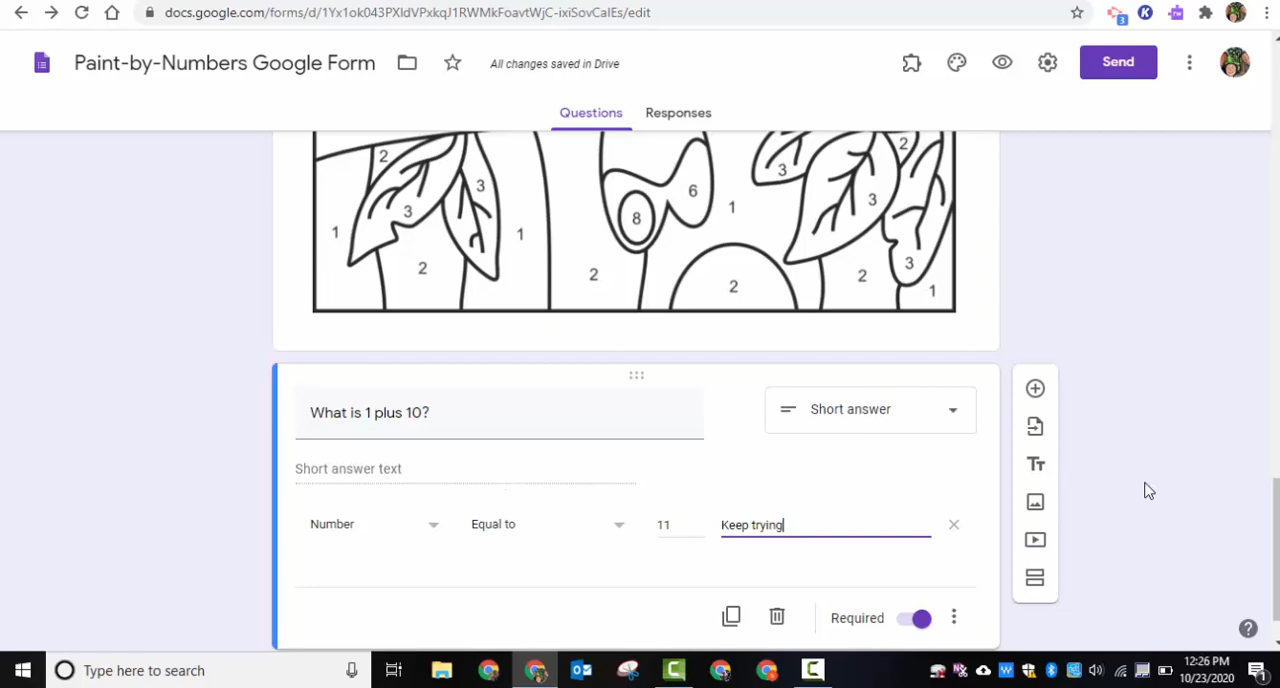 docs.google.com/forms/d/1Yx1ok043PXIdVPxkqJ1RWMkFoavtWjC-ixiSovCalEs/edit
3
K
Paint-by-Numbers Google Form
All changes saved in Drive
Send
Questions
Responses
2
3
3
1
2
1
2
8
6
1
2
3
3
2
2
3
1
What is 1 plus 10?
Short answer
Short answer text
Number
Equal to
11
Keep trying
Required
Type here to search
12:26 PM
10/23/2020
1